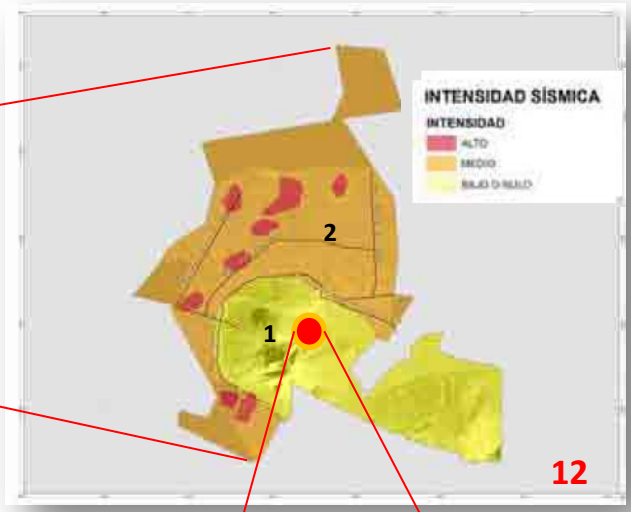 INTENSIDAD SÍSMICA
INTENSIDAD
ALTO
MEDIO
BAJO O NULO
2
1
12